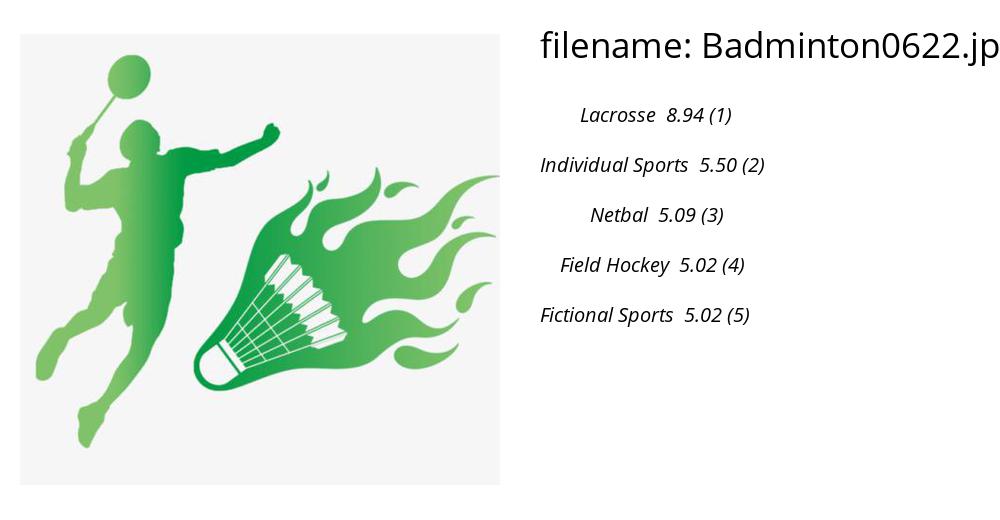 filename: Badminton0622.jp
Lacrosse 8.94 (1)
Individual Sports 5.50 (2)
Netbal 5.09 (3)
Field Hockey 5.02 (4)
Fictional Sports 5.02 (5)